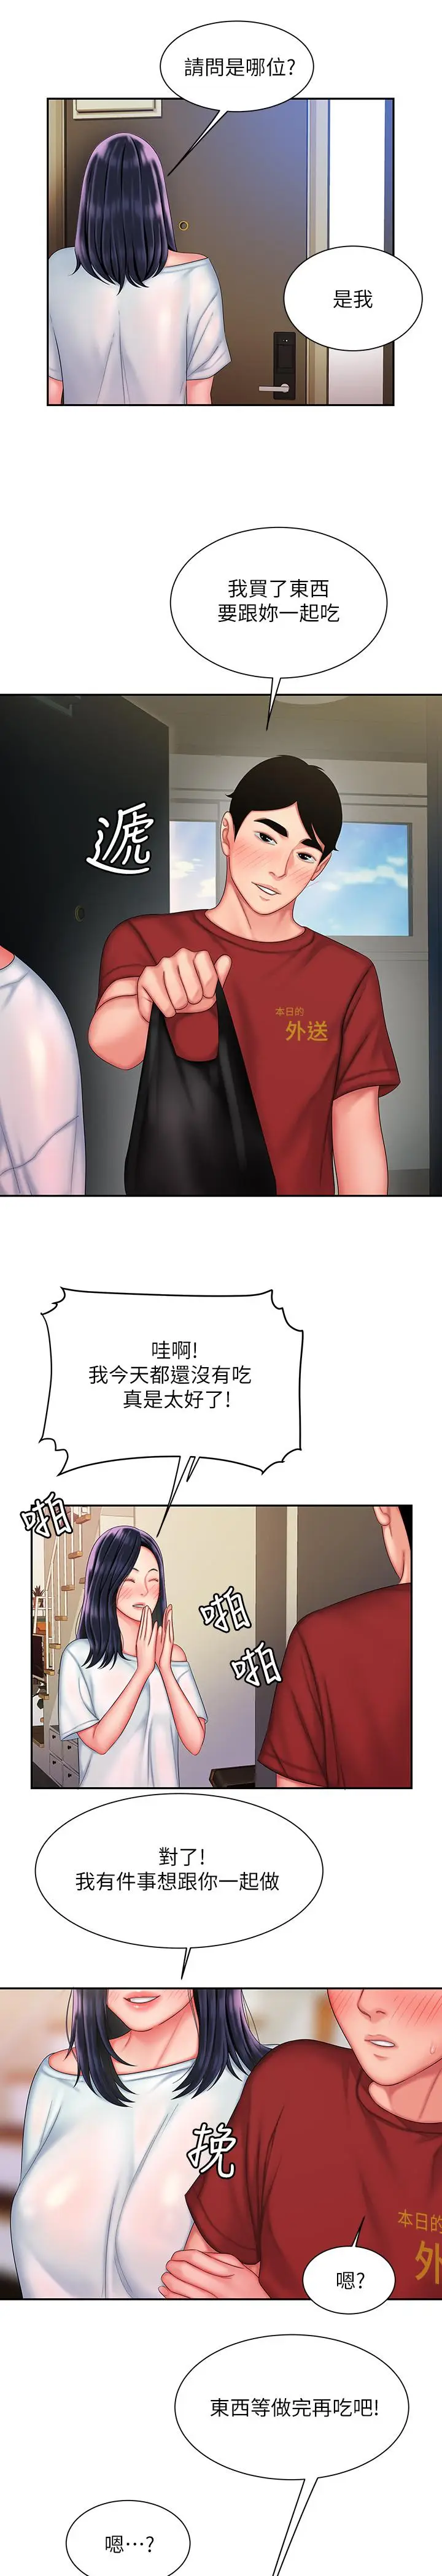 請問是哪位?
是我
我買了東西
要跟妳一起吃
遞
本日的
外送
哇啊!
我今天都還沒有吃
真是太好了!
啪
啪
啪
對了!
我有件事想跟你一起做
挽
本日的
外
嗯?
東西等做完再吃吧!
嗯⋯?